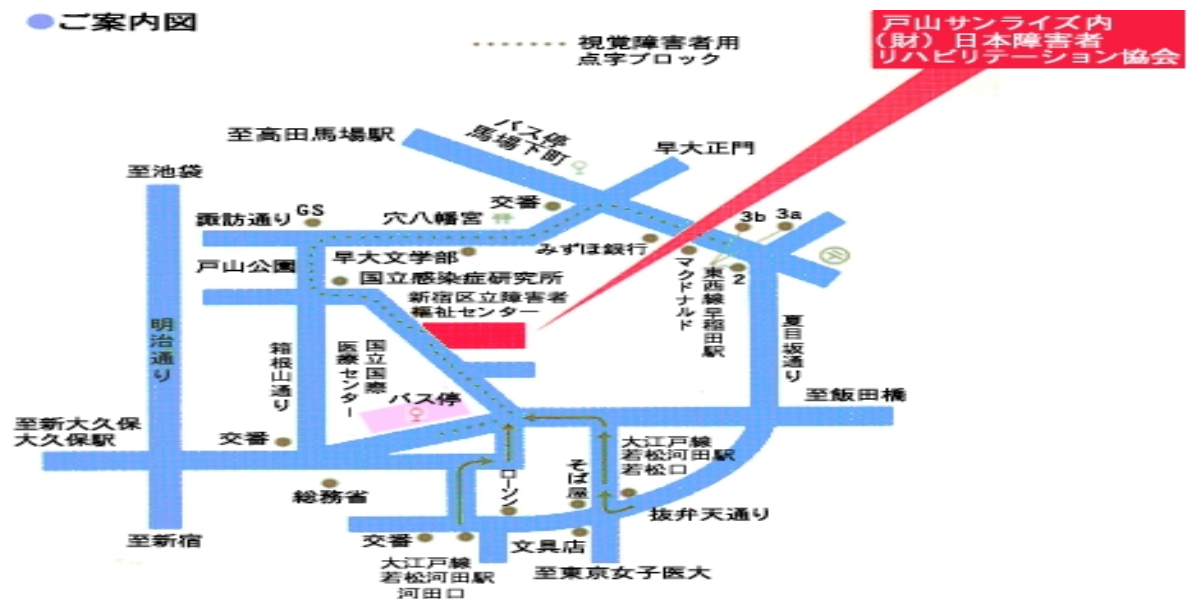 ●ご案内図
視覚障害者用
点字ブロック
戸山サンライズ内
(財)日本障害者
リハビリテーション協会
至高田馬場駅
バス停
馬場下町
早大正門
至池袋
諏訪通り
GS
穴八幡宮
交番
3b
3a
みずほ銀行
早大文学部
戸山公園
国立感染症研究所
マクドナルド
東西線早稲田駅
2
新宿区立障害者
福祉センター
明治通り
箱根山通り
国立国際
医療センター
夏目坂通り
バス停
至飯田橋
至新大久保
大久保駅
交番
大江戸線
若松河田駅
若松口
そば屋
ローソン
総務省
抜弁天通り
至新宿
交番
文具店
大江戸線
若松河田駅
河田口
至東京女子医大